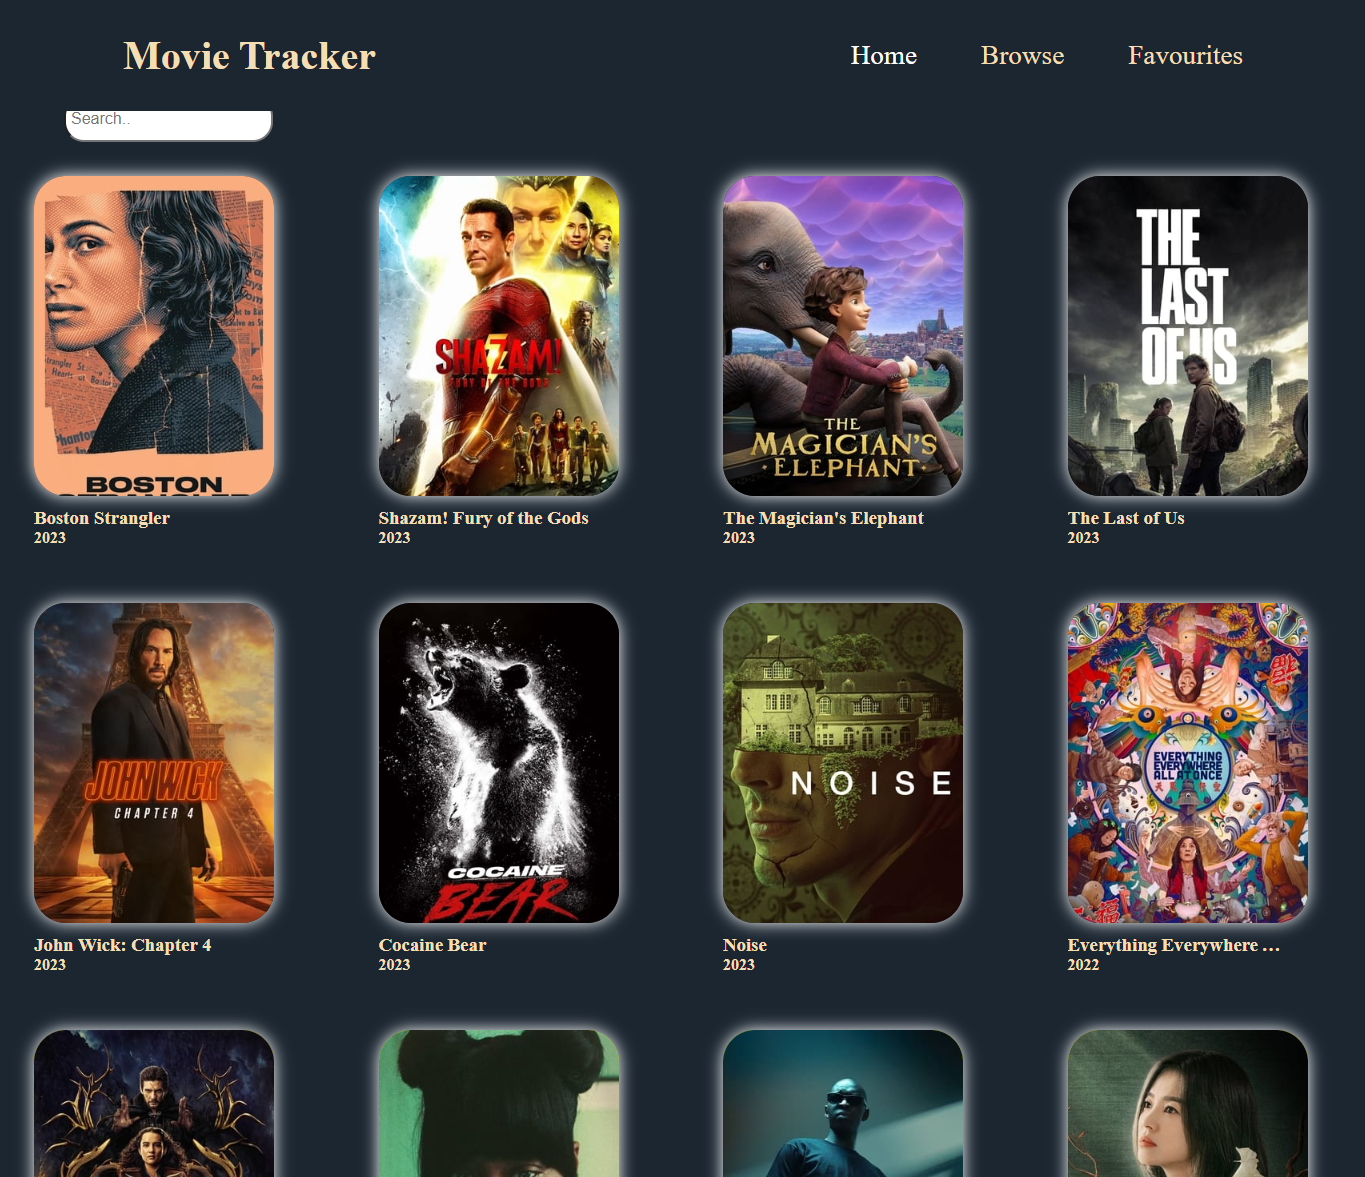 Movie Tracker
Home
Browse
Favourites
Search..
BOSTON
STRANGLER
SHAZAM!
FURY OF THE GODS
THE
MAGICIAN'S
·ELEPHANT·
THE
LAST
OF US
Boston Strangler
2023
Shazam! Fury of the Gods
2023
The Magician's Elephant
2023
The Last of Us
2023
JOHN WICK
CHAPTER 4
COCAINE
BEAR
NOISE
EVERYTHING
EVERYWHERE
ALL AT ONCE
福
John Wick: Chapter 4
2023
Cocaine Bear
2023
Noise
2023
Everything Everywhere …
2022